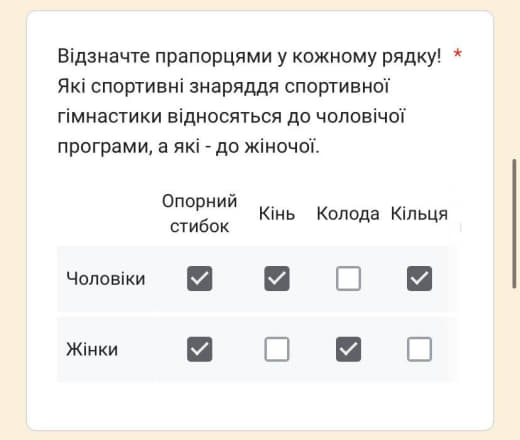 Відзначте прапорцями у кожному рядку! *
Які спортивні знаряддя спортивної
гімнастики відносяться до чоловічої
програми, а які - до жіночої.
Опорний стибок Кінь Колода Кільця
Чоловіки
Жінки